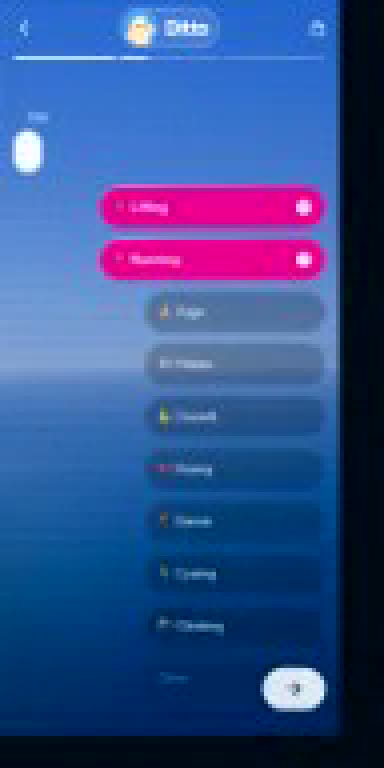 Ditto
Lifting
Running
Yoga
Pilates
Crossfit
Boxing
Dance
Cycling
Climbing